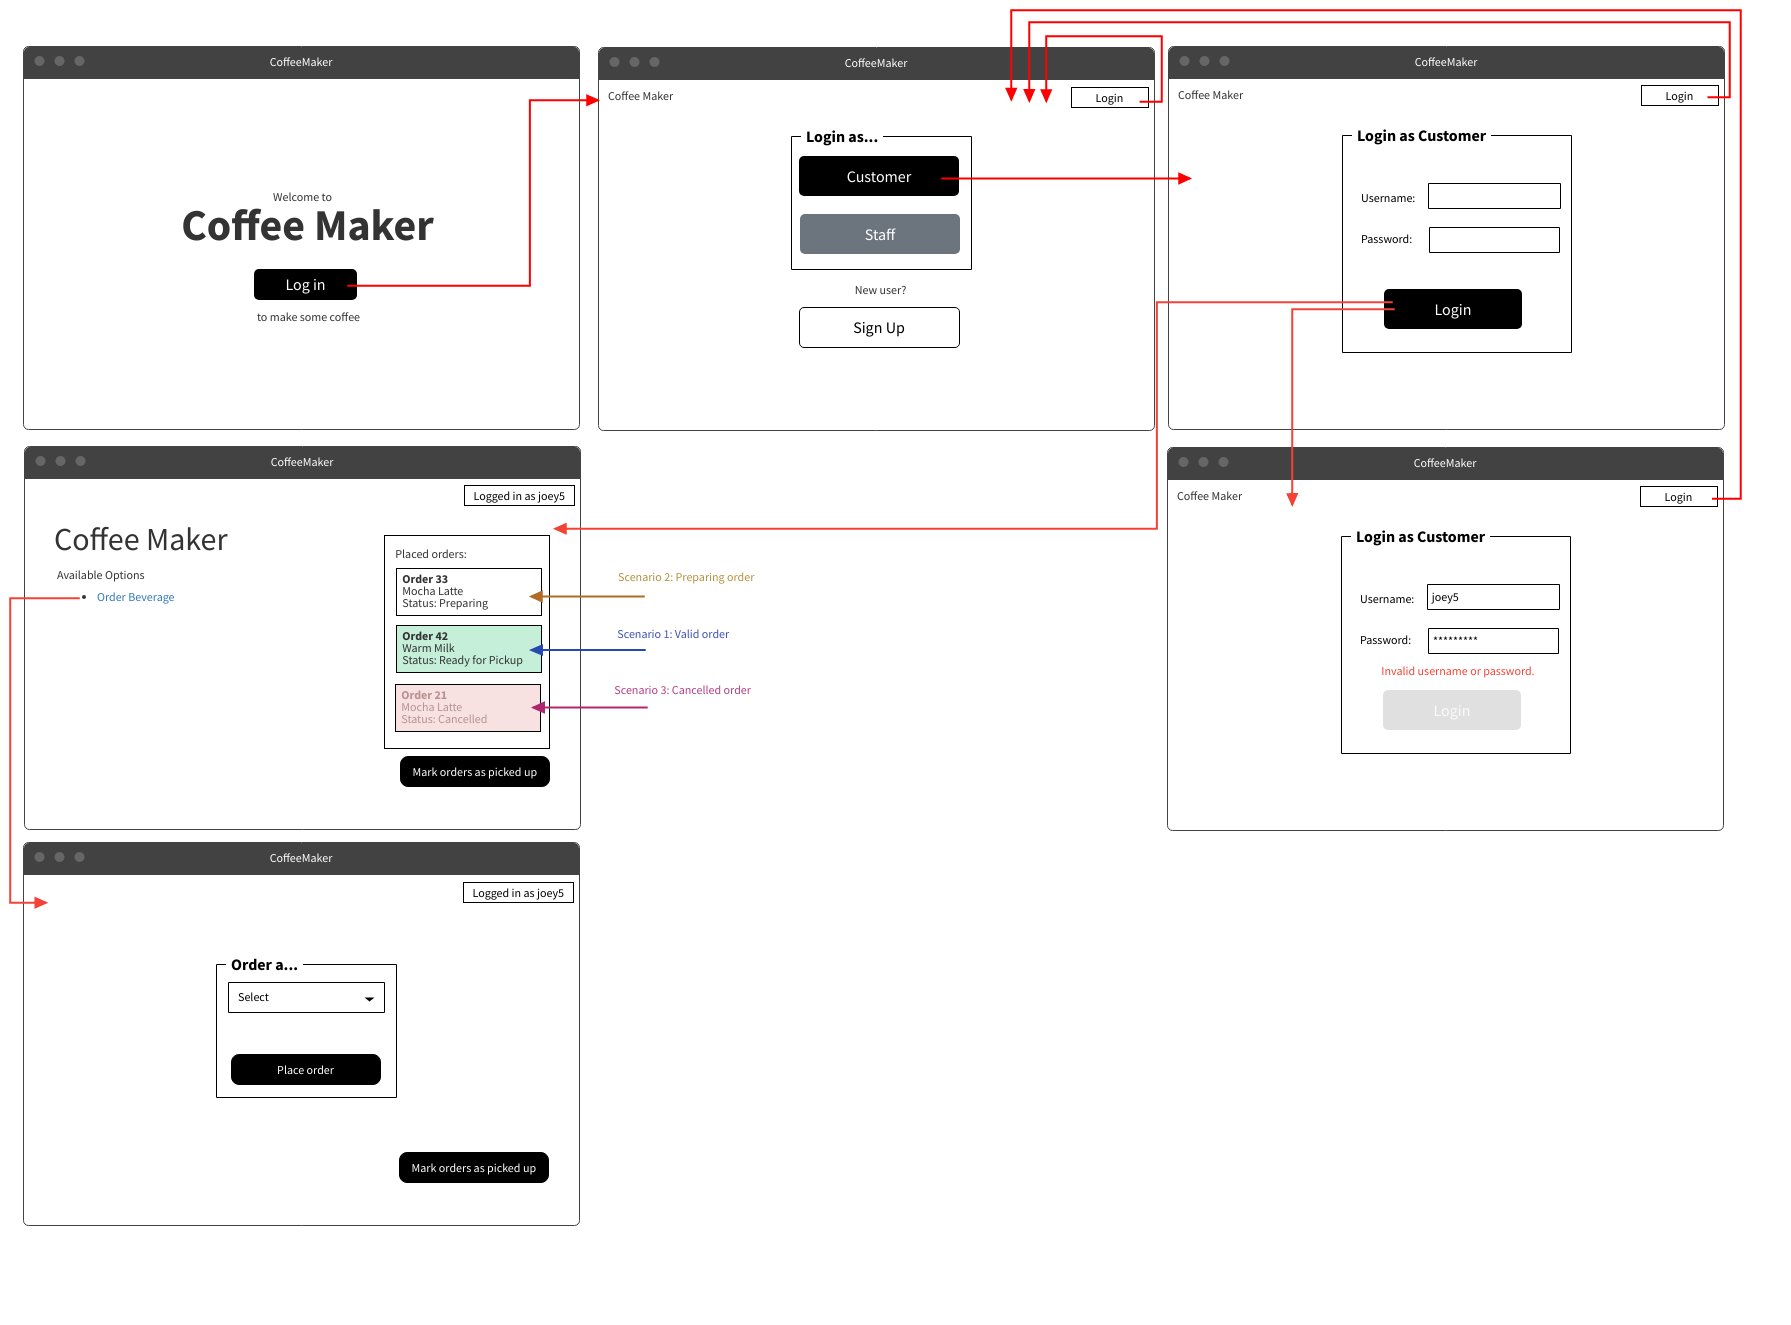 CoffeeMaker
Welcome to
Coffee Maker
Log in
to make some coffee
CoffeeMaker
Coffee Maker
Login
Login as...
Customer
Staff
New user?
Sign Up
CoffeeMaker
Coffee Maker
Login
Login as Customer
Username:
Password:
Login
CoffeeMaker
Logged in as joey5
Coffee Maker
Available Options
Order Beverage
Placed orders:
Order 33
Mocha Latte
Status: Preparing
Order 42
Warm Milk
Status: Ready for Pickup
Order 21
Mocha Latte
Status: Cancelled
Mark orders as picked up
Scenario 2: Preparing order
Scenario 1: Valid order
Scenario 3: Cancelled order
CoffeeMaker
Coffee Maker
Login
Login as Customer
Username:
joey5
Password:
*********
Invalid username or password.
Login
CoffeeMaker
Logged in as joey5
Order a...
Select
Place order
Mark orders as picked up